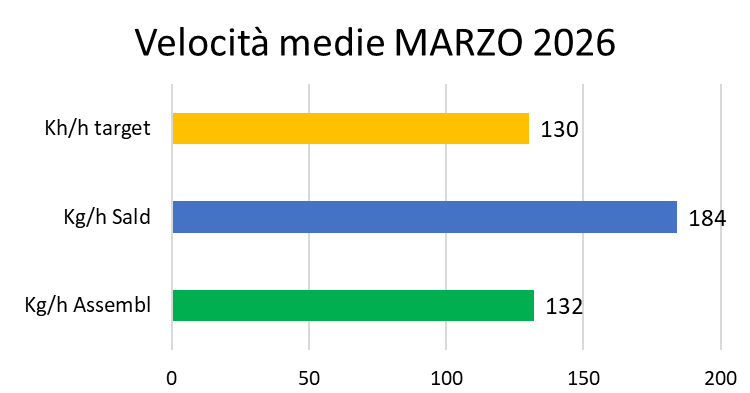 Velocità medie MARZO 2026
Kh/h target
130
Kg/h Sald
184
Kg/h Assembl
132
0
50
100
150
200